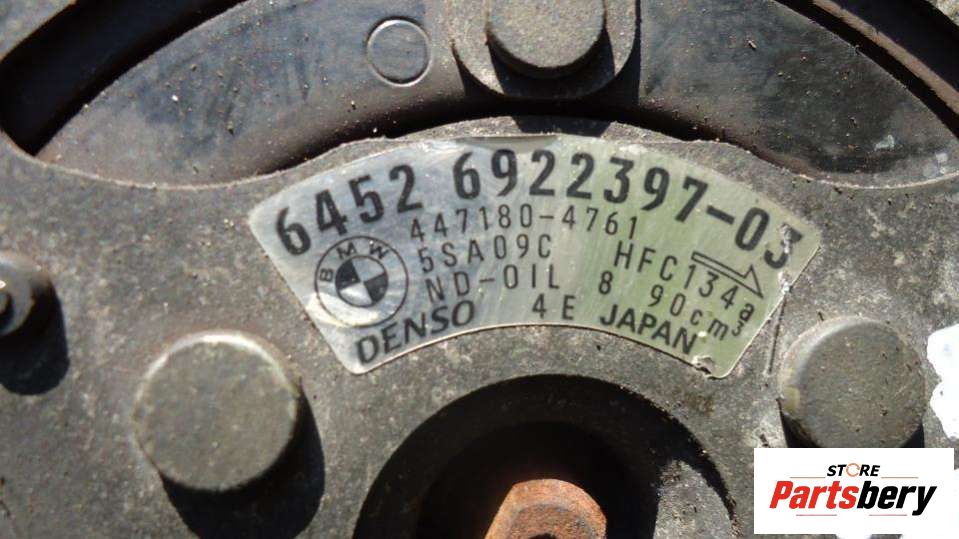 6452 6922397-03
447180-4761
BMW
5SA09C HFC134a
ND-OIL 8 90cm³
DENSO 4E JAPAN
STORE
Partsbery